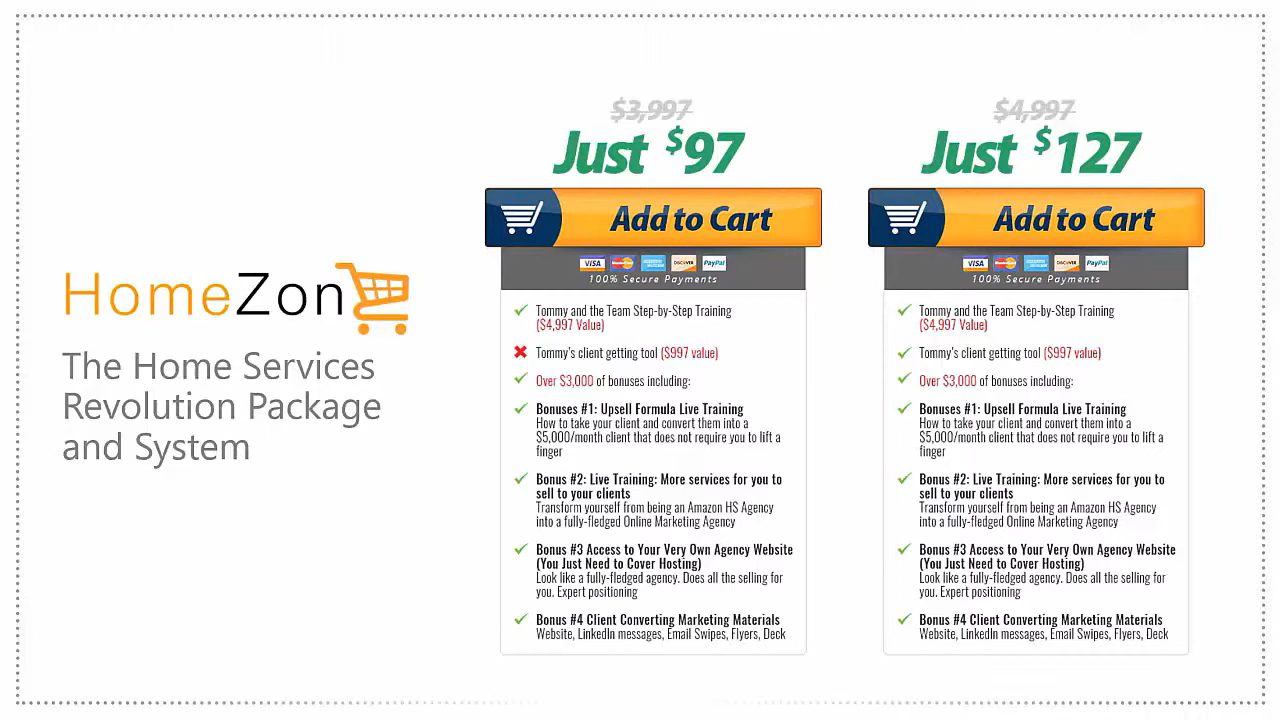 HomeZon
The Home Services
Revolution Package
and System
$3,997
Just $97
Add to Cart
VISA MasterCard AMERICAN EXPRESS DISCOVER PayPal
100% Secure Payments
Tommy and the Team Step-by-Step Training
($4,997 Value)
Tommy's client getting tool ($997 value)
Over $3,000 of bonuses including:
Bonuses #1: Upsell Formula Live Training
How to take your client and convert them into a
$5,000/month client that does not require you to lift a
finger
Bonus #2: Live Training: More services for you to
sell to your clients
Transform yourself from being an Amazon HS Agency
into a fully-fledged Online Marketing Agency
Bonus #3 Access to Your Very Own Agency Website
(You Just Need to Cover Hosting)
Look like a fully-fledged agency. Does all the selling for
you. Expert positioning
Bonus #4 Client Converting Marketing Materials
Website, LinkedIn messages, Email Swipes, Flyers, Deck
$4,997
Just $127
Add to Cart
VISA MasterCard AMERICAN EXPRESS DISCOVER PayPal
100% Secure Payments
Tommy and the Team Step-by-Step Training
($4,997 Value)
Tommy's client getting tool ($997 value)
Over $3,000 of bonuses including:
Bonuses #1: Upsell Formula Live Training
How to take your client and convert them into a
$5,000/month client that does not require you to lift a
finger
Bonus #2: Live Training: More services for you to
sell to your clients
Transform yourself from being an Amazon HS Agency
into a fully-fledged Online Marketing Agency
Bonus #3 Access to Your Very Own Agency Website
(You Just Need to Cover Hosting)
Look like a fully-fledged agency. Does all the selling for
you. Expert positioning
Bonus #4 Client Converting Marketing Materials
Website, LinkedIn messages, Email Swipes, Flyers, Deck